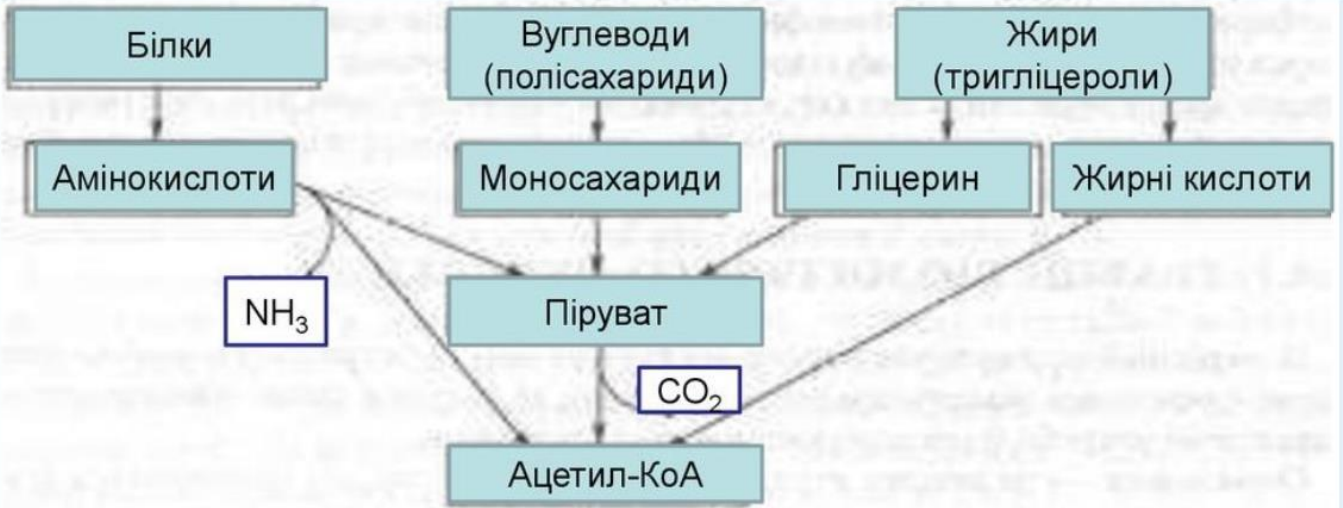 Білки
Вуглеводи
(полісахариди)
Жири
(тригліцероли)
Амінокислоти
Моносахариди
Гліцерин
Жирні кислоти
NH₃
Піруват
CO₂
Ацетил-КоА